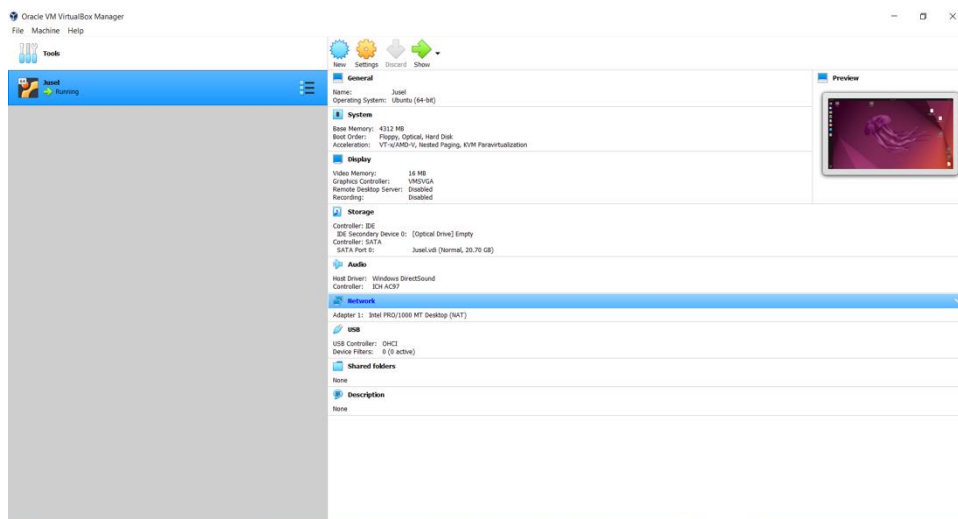 Oracle VM VirtualBox Manager
File Machine Help
Tools
Jusel
Running
New Settings Discard Show
General
Name: Jusel
Operating System: Ubuntu (64-bit)
System
Base Memory: 4312 MB
Boot Order: Floppy, Optical, Hard Disk
Acceleration: VT-x/AMD-V, Nested Paging, KVM Paravirtualization
Display
Video Memory: 16 MB
Graphics Controller: VMSVGA
Remote Desktop Server: Disabled
Recording: Disabled
Storage
Controller: IDE
IDE Secondary Device 0: [Optical Drive] Empty
Controller: SATA
SATA Port 0: Jusel.vdi (Normal, 20.70 GB)
Audio
Host Driver: Windows DirectSound
Controller: ICH AC97
Network
Adapter 1: Intel PRO/1000 MT Desktop (NAT)
USB
USB Controller: OHCI
Device Filters: 0 (0 active)
Shared folders
None
Description
None
Preview